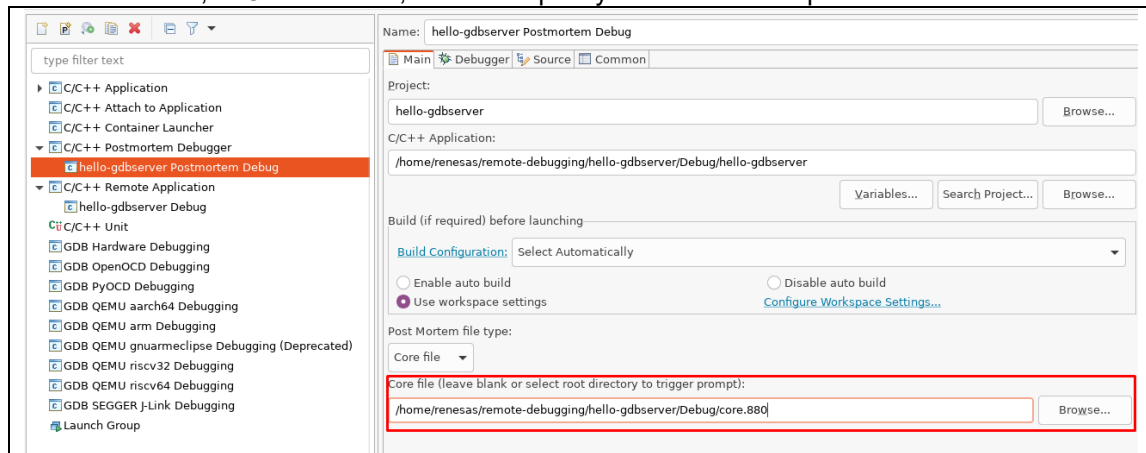 type filter text
C/C++ Application
C/C++ Attach to Application
C/C++ Container Launcher
C/C++ Postmortem Debugger
hello-gdbserver Postmortem Debug
C/C++ Remote Application
hello-gdbserver Debug
C/C++ Unit
GDB Hardware Debugging
GDB OpenOCD Debugging
GDB PyOCD Debugging
GDB QEMU aarch64 Debugging
GDB QEMU arm Debugging
GDB QEMU gnuarmeclipse Debugging (Deprecated)
GDB QEMU riscv32 Debugging
GDB QEMU riscv64 Debugging
GDB SEGGER J-Link Debugging
Launch Group
Name: hello-gdbserver Postmortem Debug
Main Debugger Source Common
Project:
hello-gdbserver Browse...
C/C++ Application:
/home/renesas/remote-debugging/hello-gdbserver/Debug/hello-gdbserver
Variables... Search Project... Browse...
Build (if required) before launching
Build Configuration: Select Automatically
Enable auto build Disable auto build
Use workspace settings Configure Workspace Settings...
Post Mortem file type:
Core file
Core file (leave blank or select root directory to trigger prompt):
/home/renesas/remote-debugging/hello-gdbserver/Debug/core.880 Browse...